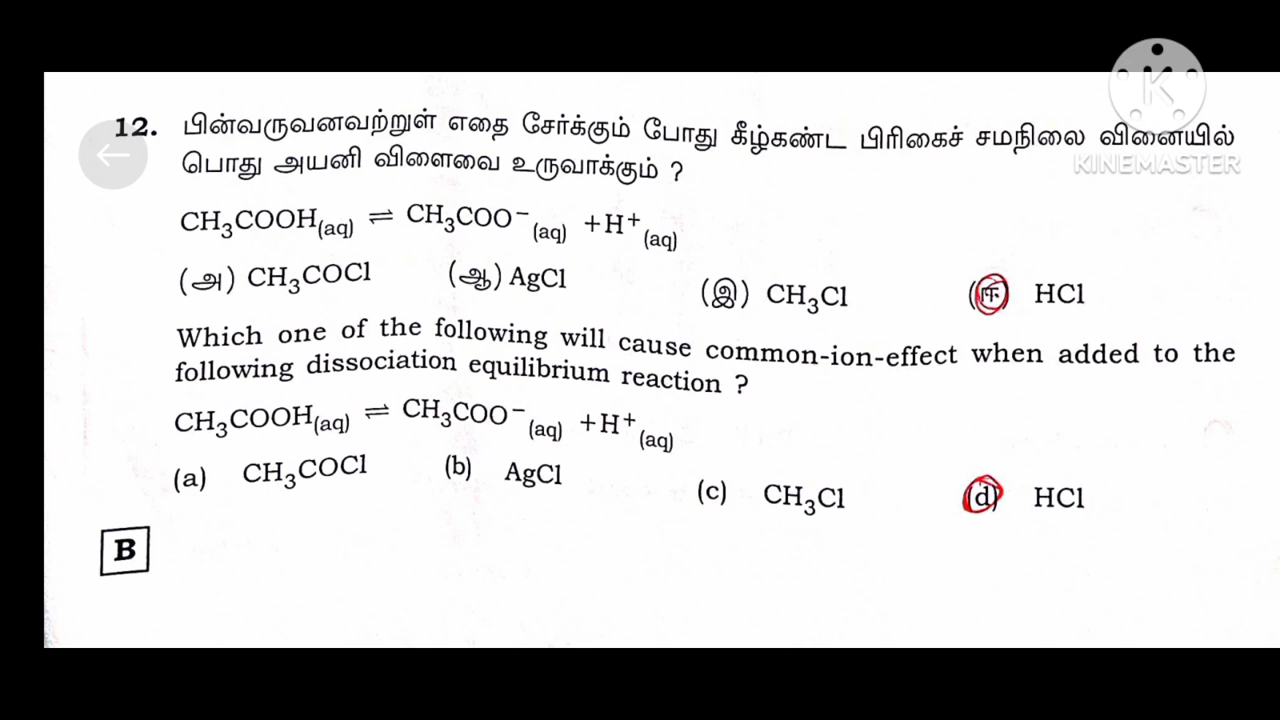 KINEMASTER
12. பின்வருவனவற்றுள் எதை சேர்க்கும் போது கீழ்கண்ட பிரிகைச் சமநிலை வினையில்
பொது அயனி விளைவை உருவாக்கும் ?
CH₃COOH(aq) ⇌ CH₃COO⁻(aq) +H⁺(aq)
(அ) CH₃COCl (ஆ) AgCl (இ) CH₃Cl (ஈ) HCl
Which one of the following will cause common-ion-effect when added to the
following dissociation equilibrium reaction ?
CH₃COOH(aq) ⇌ CH₃COO⁻(aq) +H⁺(aq)
(a) CH₃COCl (b) AgCl (c) CH₃Cl (d) HCl
B